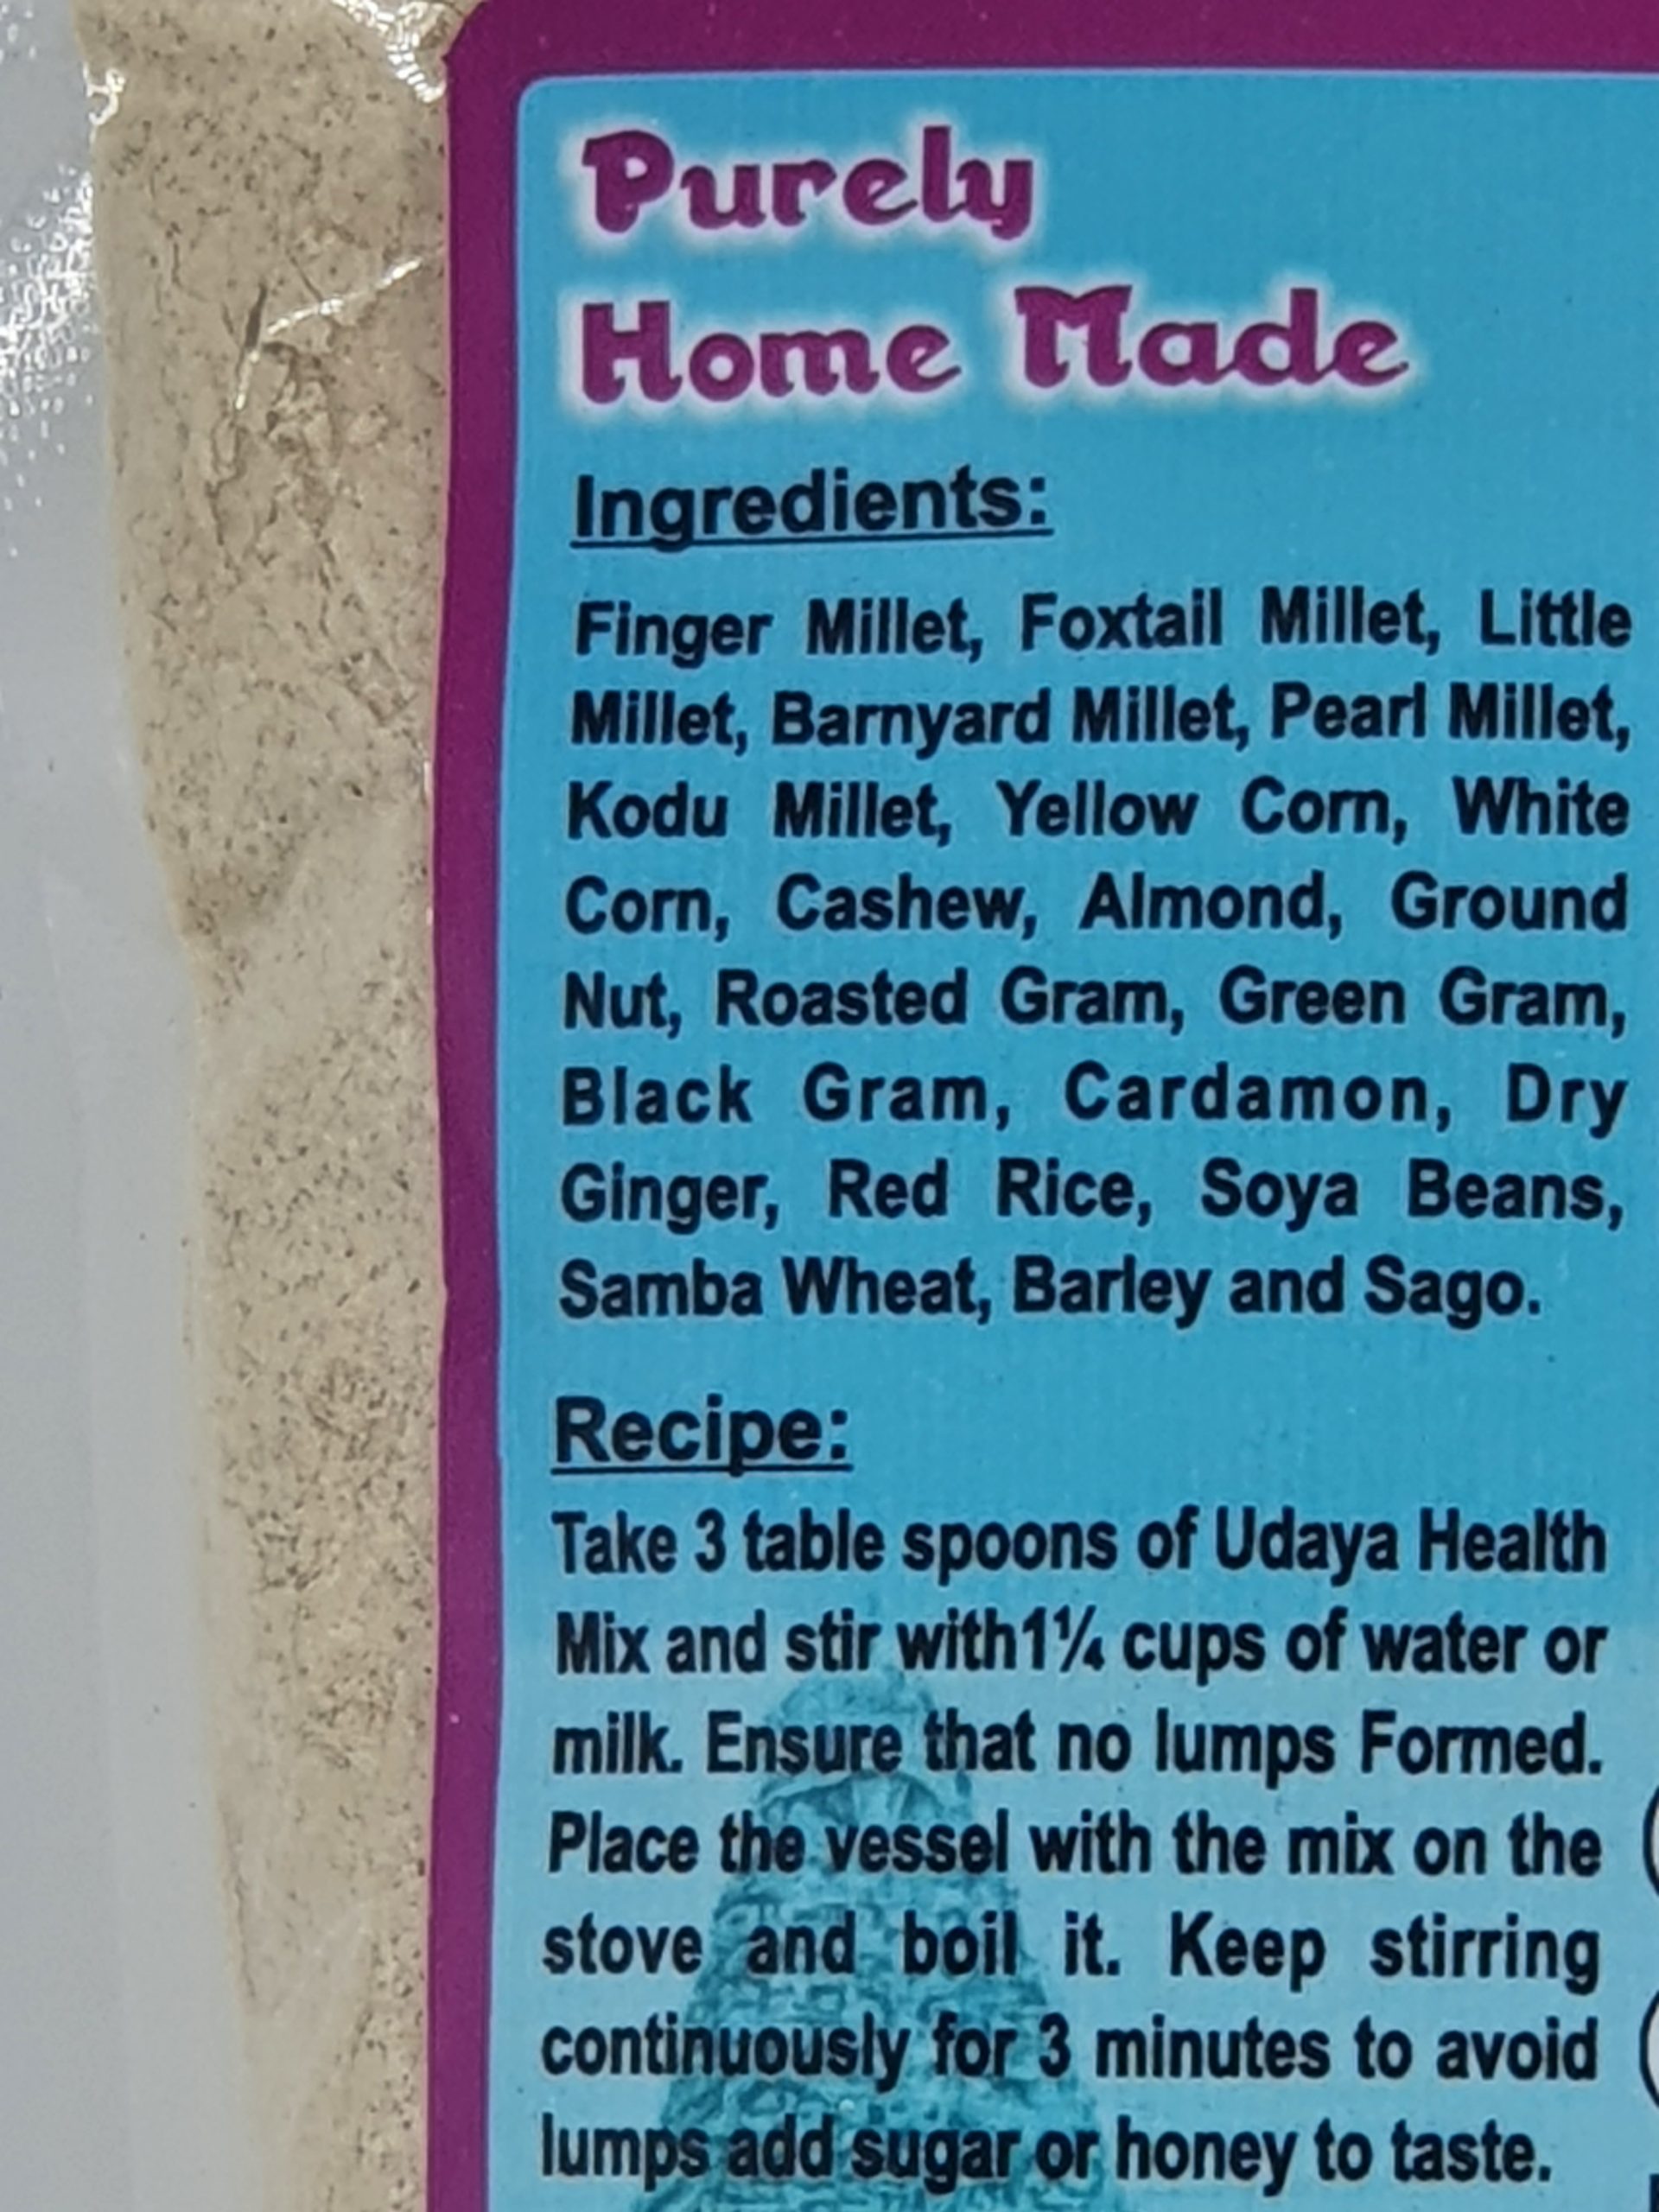 Purely
Home Made
Ingredients:
Finger Millet, Foxtail Millet, Little
Millet, Barnyard Millet, Pearl Millet,
Kodu Millet, Yellow Corn, White
Corn, Cashew, Almond, Ground
Nut, Roasted Gram, Green Gram,
Black Gram, Cardamon, Dry
Ginger, Red Rice, Soya Beans,
Samba Wheat, Barley and Sago.
Recipe:
Take 3 table spoons of Udaya Health
Mix and stir with1¼ cups of water or
milk. Ensure that no lumps Formed.
Place the vessel with the mix on the
stove and boil it. Keep stirring
continuously for 3 minutes to avoid
lumps add sugar or honey to taste.